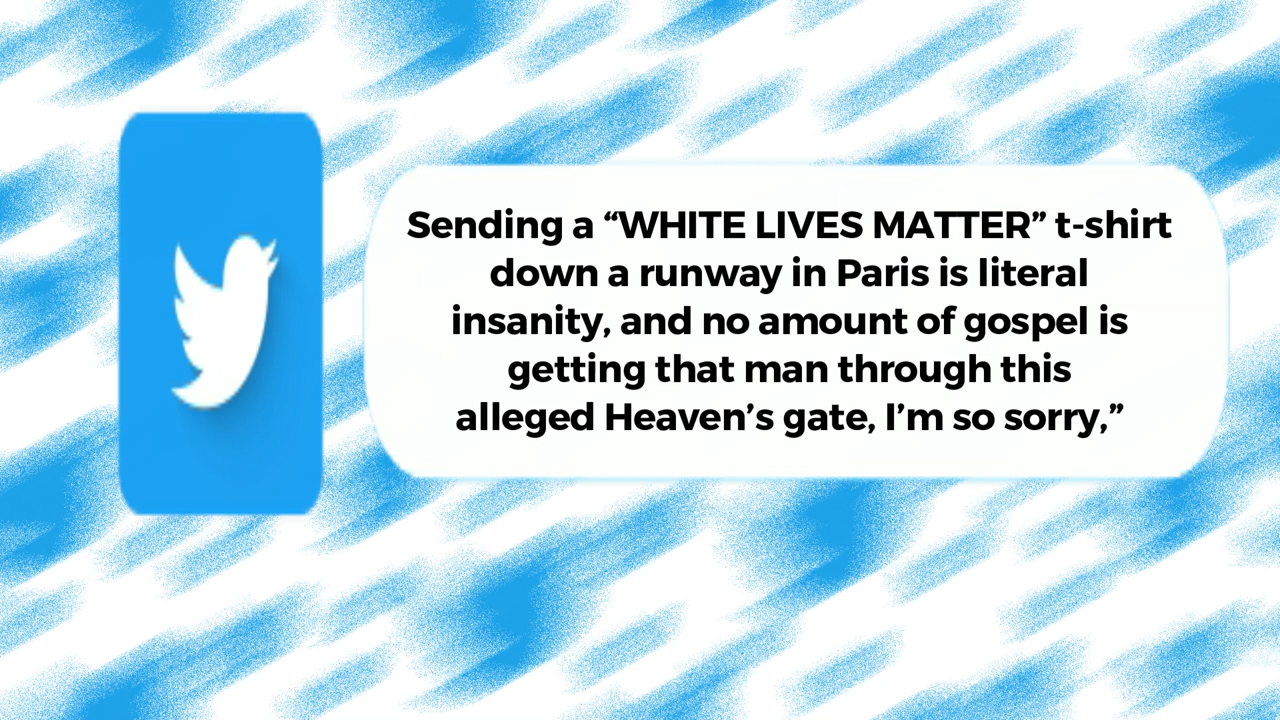 Sending a “WHITE LIVES MATTER” t-shirt
down a runway in Paris is literal
insanity, and no amount of gospel is
getting that man through this
alleged Heaven’s gate, I’m so sorry,”